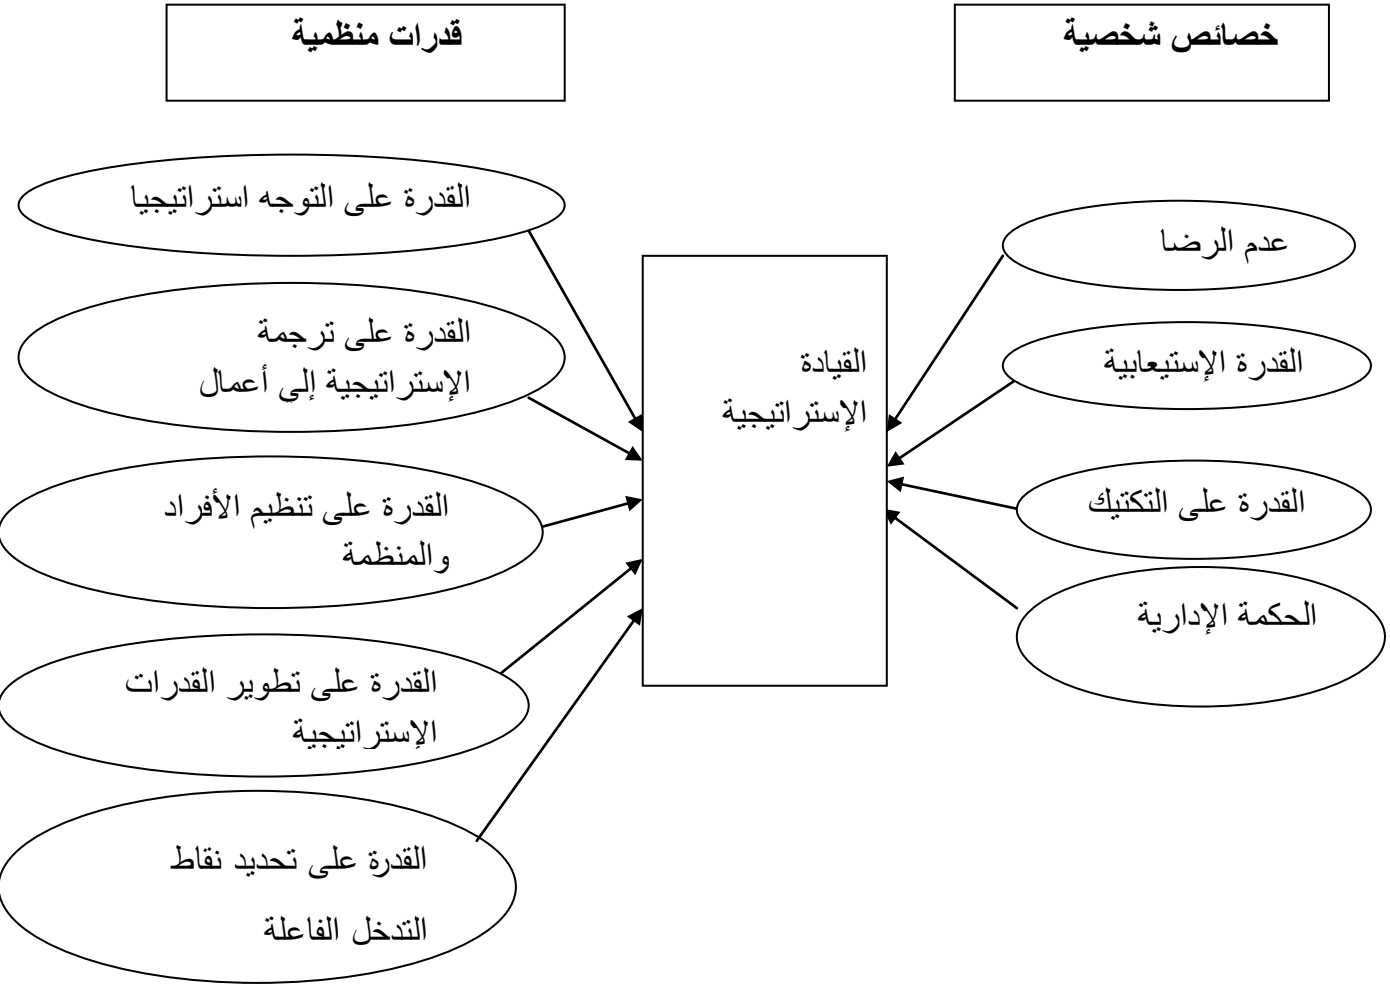 خصائص شخصية
قدرات منظمية
عدم الرضا
القدرة الإستيعابية
القدرة على التكتيك
الحكمة الإدارية
القيادة
الإستراتيجية
القدرة على التوجه استراتيجيا
القدرة على ترجمة
الإستراتيجية إلى أعمال
القدرة على تنظيم الأفراد
والمنظمة
القدرة على تطوير القدرات
الإستراتيجية
القدرة على تحديد نقاط
التدخل الفاعلة